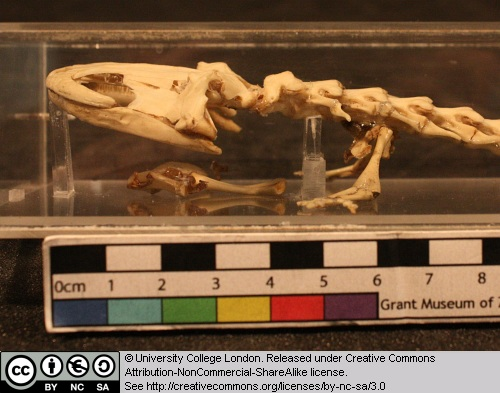 0cm 1 2 3 4 5 6 7 8
Grant Museum of
CC BY NC SA
© University College London. Released under Creative Commons
Attribution-NonCommercial-ShareAlike license.
See http://creativecommons.org/licenses/by-nc-sa/3.0